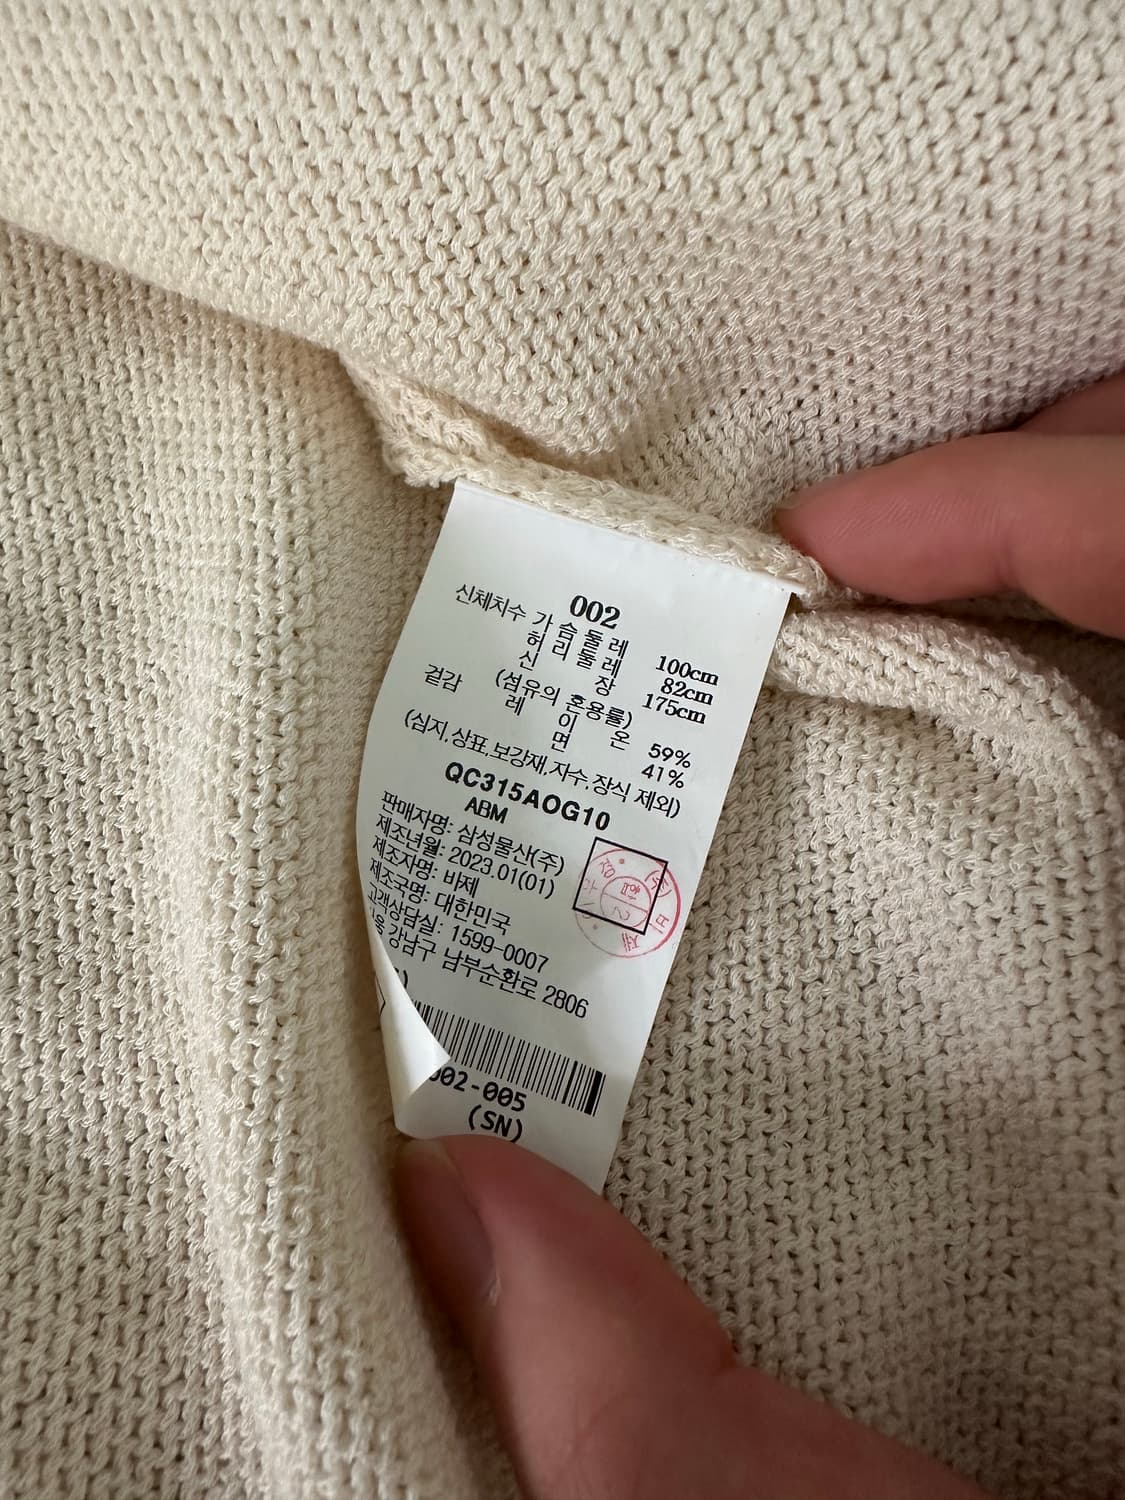 002
신체치수 가슴둘레 100cm
허리둘레 82cm
신 장 175cm
(섬유의 혼용률)
겉감 레 이 온 59%
면 41%
(심지,상표,보강재,자수,장식 제외)
QC315AOG10
ABM
판매자명: 삼성물산(주)
제조년월: 2023.01(01)
제조자명: 바제
제조국명: 대한민국
고객상담실: 1599-0007
강남구 남부순환로 2806
02-005
(SN)